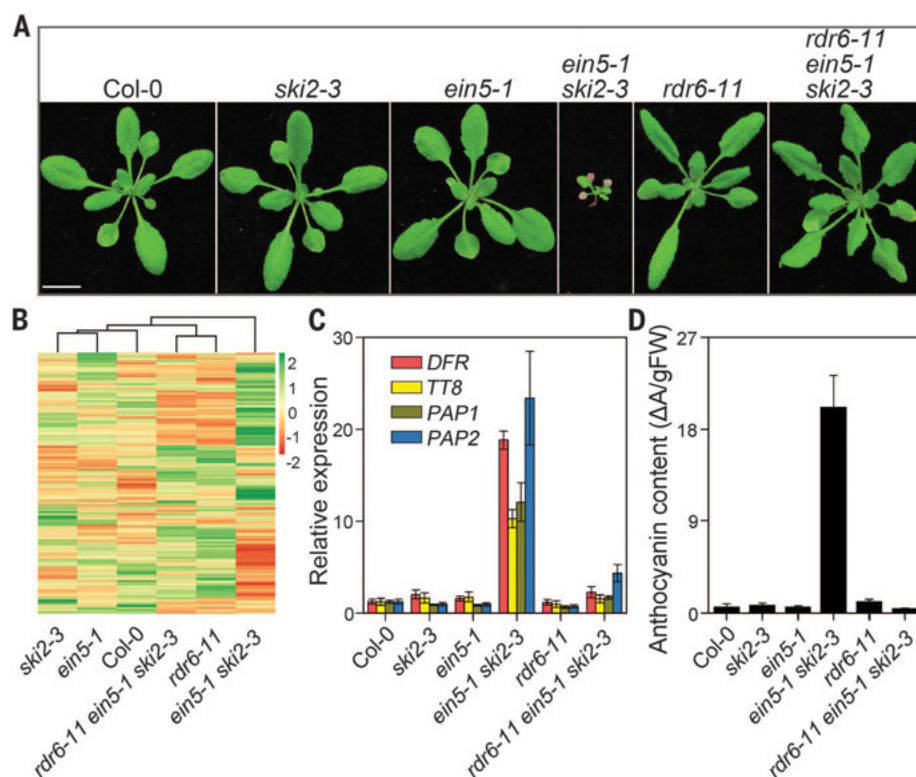 A
Col-0
ski2-3
ein5-1
ein5-1
ski2-3
rdr6-11
rdr6-11
ein5-1
ski2-3
B
2
1
0
-1
-2
ski2-3
ein5-1
Col-0
rdr6-11 ein5-1 ski2-3
rdr6-11
ein5-1 ski2-3
C
Relative expression
30
20
10
0
DFR
TT8
PAP1
PAP2
Col-0
ski2-3
ein5-1
ein5-1 ski2-3
rdr6-11
rdr6-11 ein5-1 ski2-3
D
Anthocyanin content (ΔA/gFW)
27
18
9
0
Col-0
ski2-3
ein5-1
ein5-1 ski2-3
rdr6-11
rdr6-11 ein5-1 ski2-3